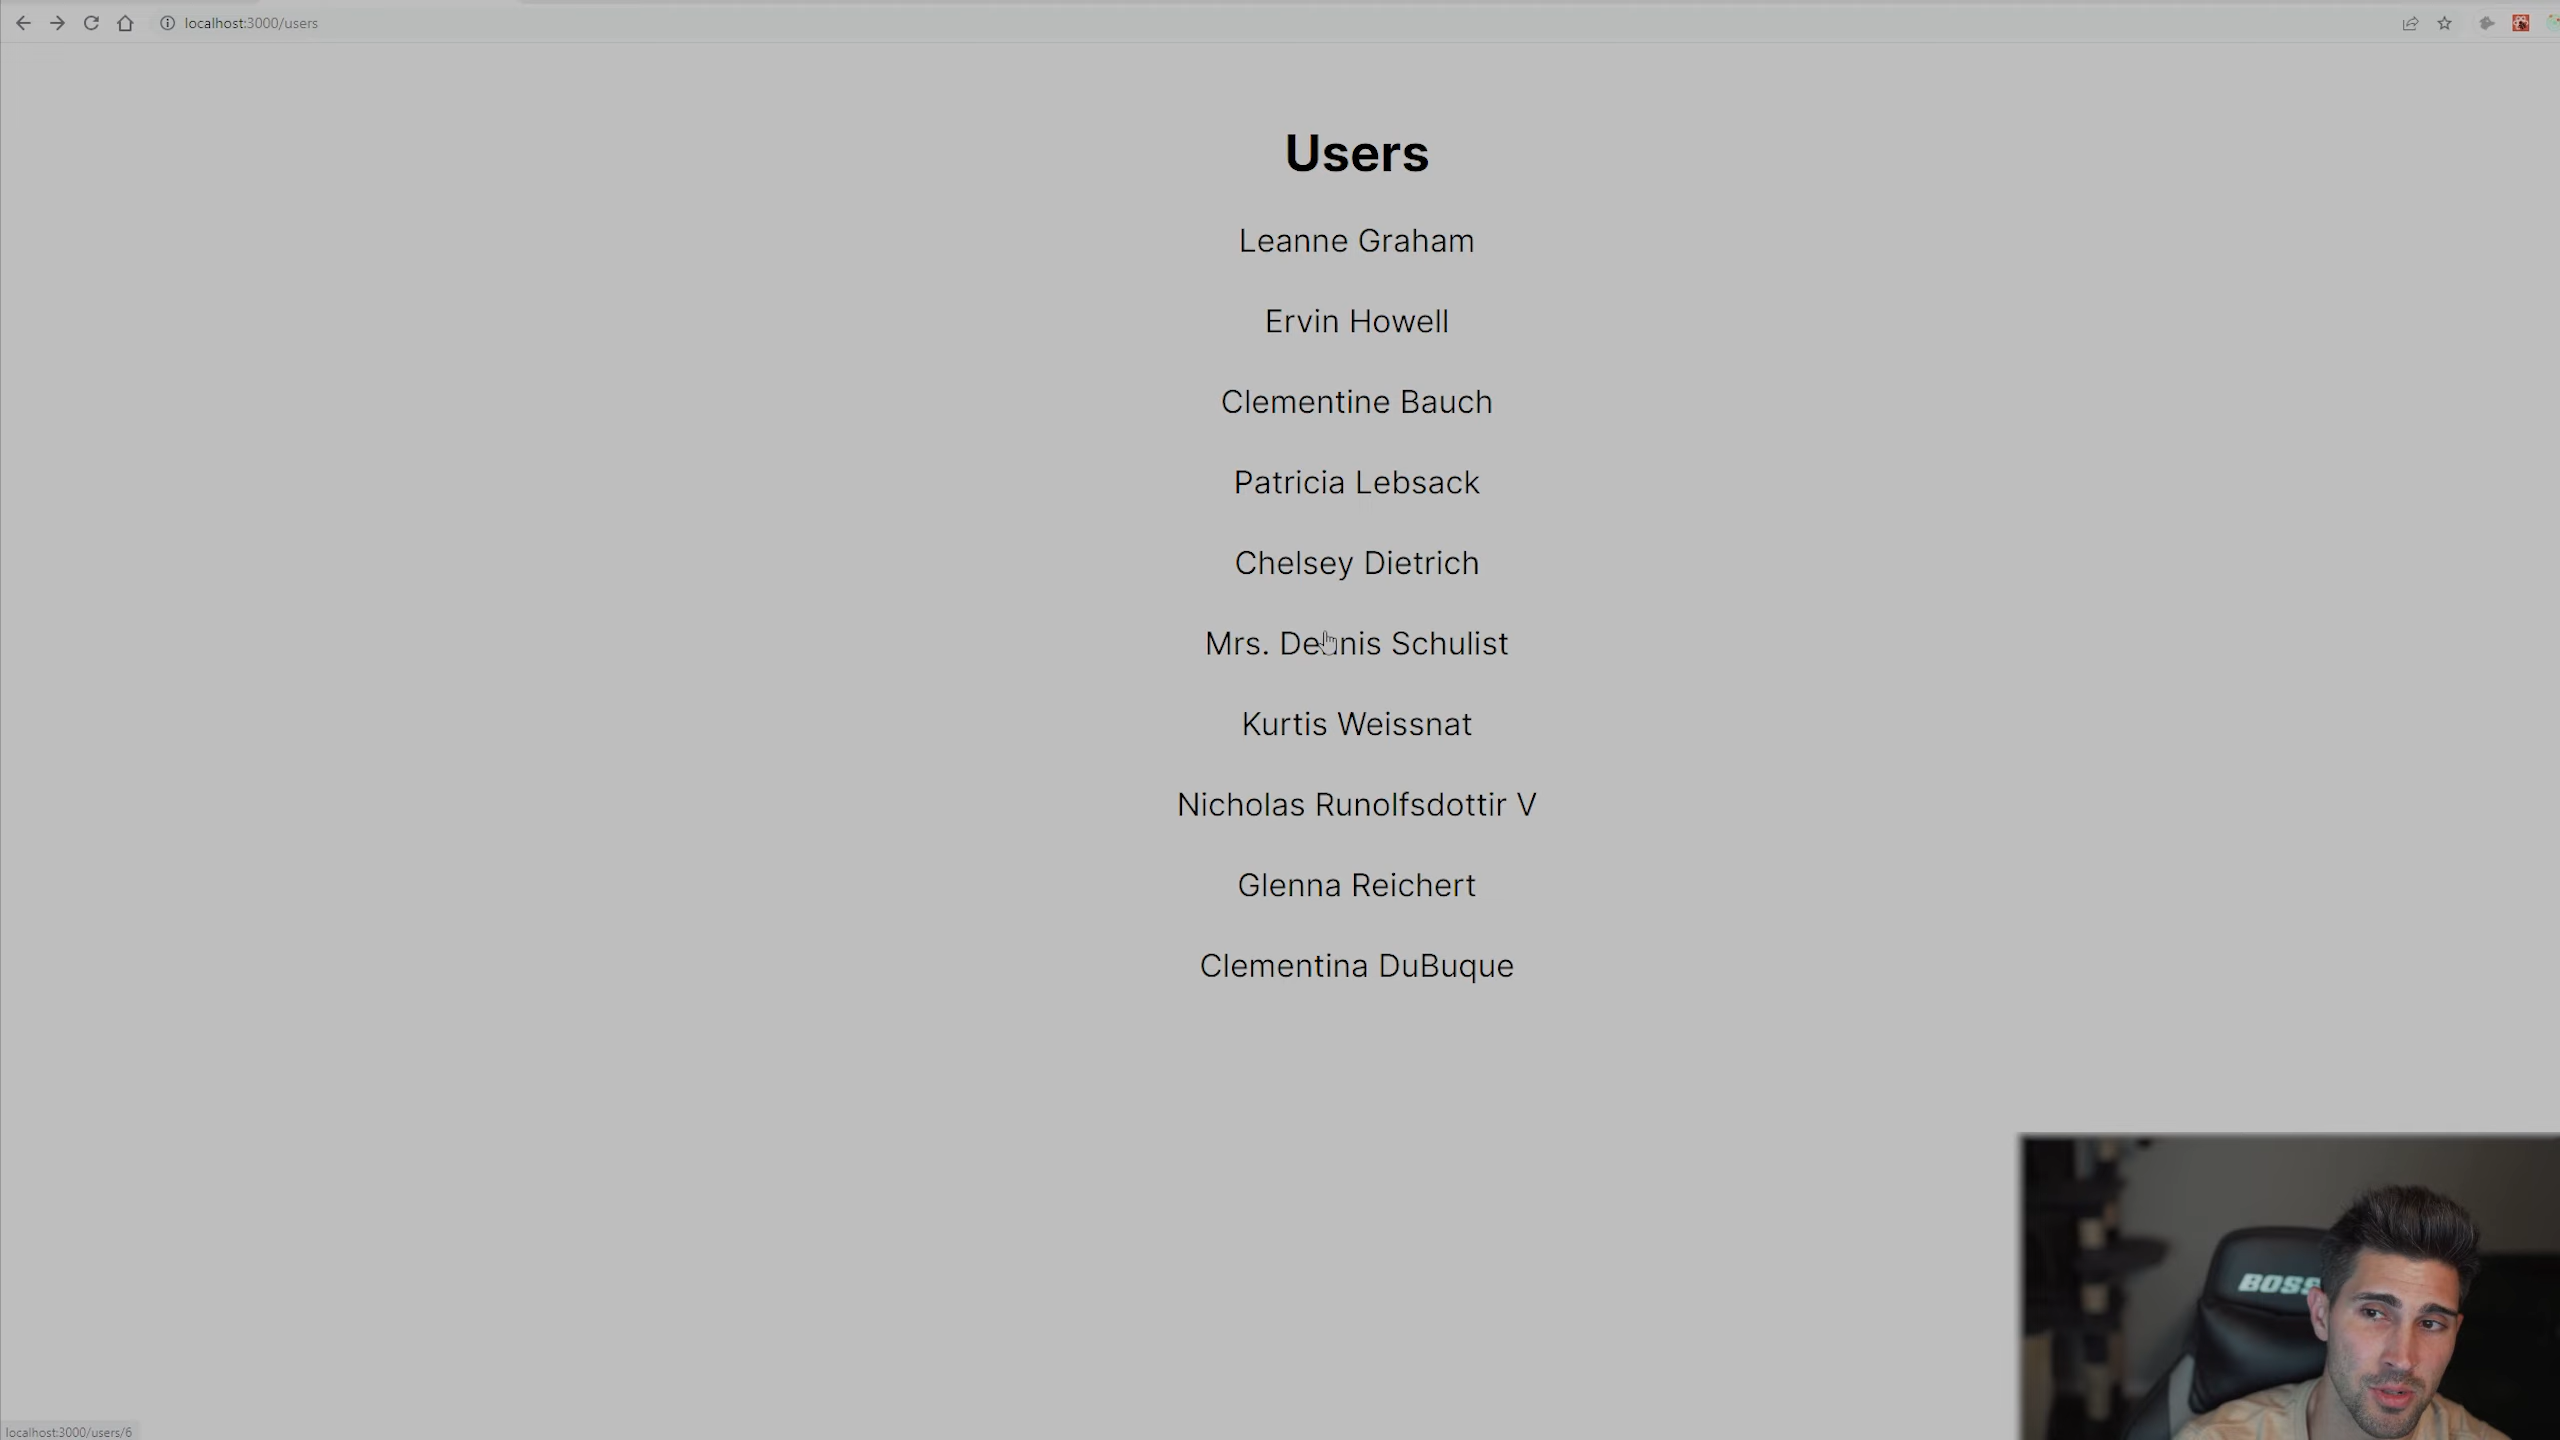 localhost:3000/users
Users
Leanne Graham
Ervin Howell
Clementine Bauch
Patricia Lebsack
Chelsey Dietrich
Mrs. Dennis Schulist
Kurtis Weissnat
Nicholas Runolfsdottir V
Glenna Reichert
Clementina DuBuque
BOSS
localhost:3000/users/6